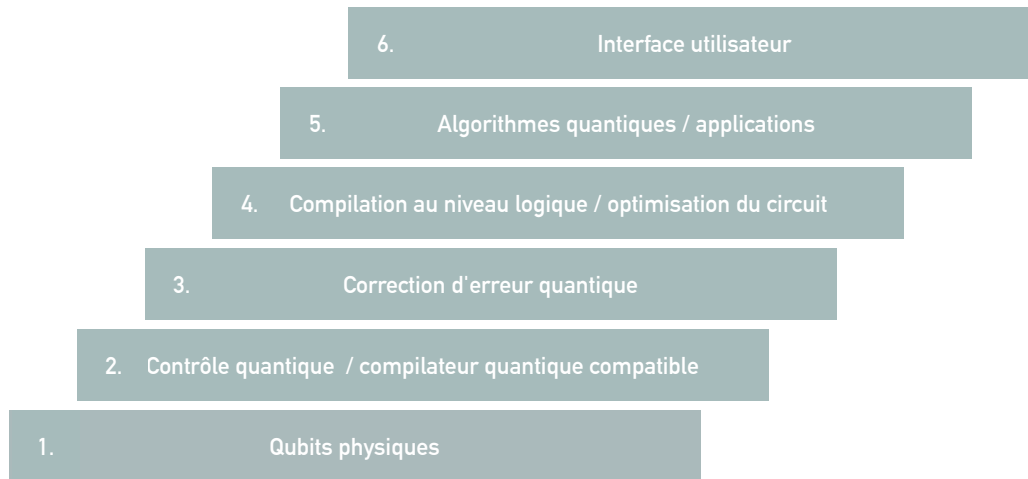 6. Interface utilisateur
5. Algorithmes quantiques / applications
4. Compilation au niveau logique / optimisation du circuit
3. Correction d'erreur quantique
2. Contrôle quantique / compilateur quantique compatible
1. Qubits physiques